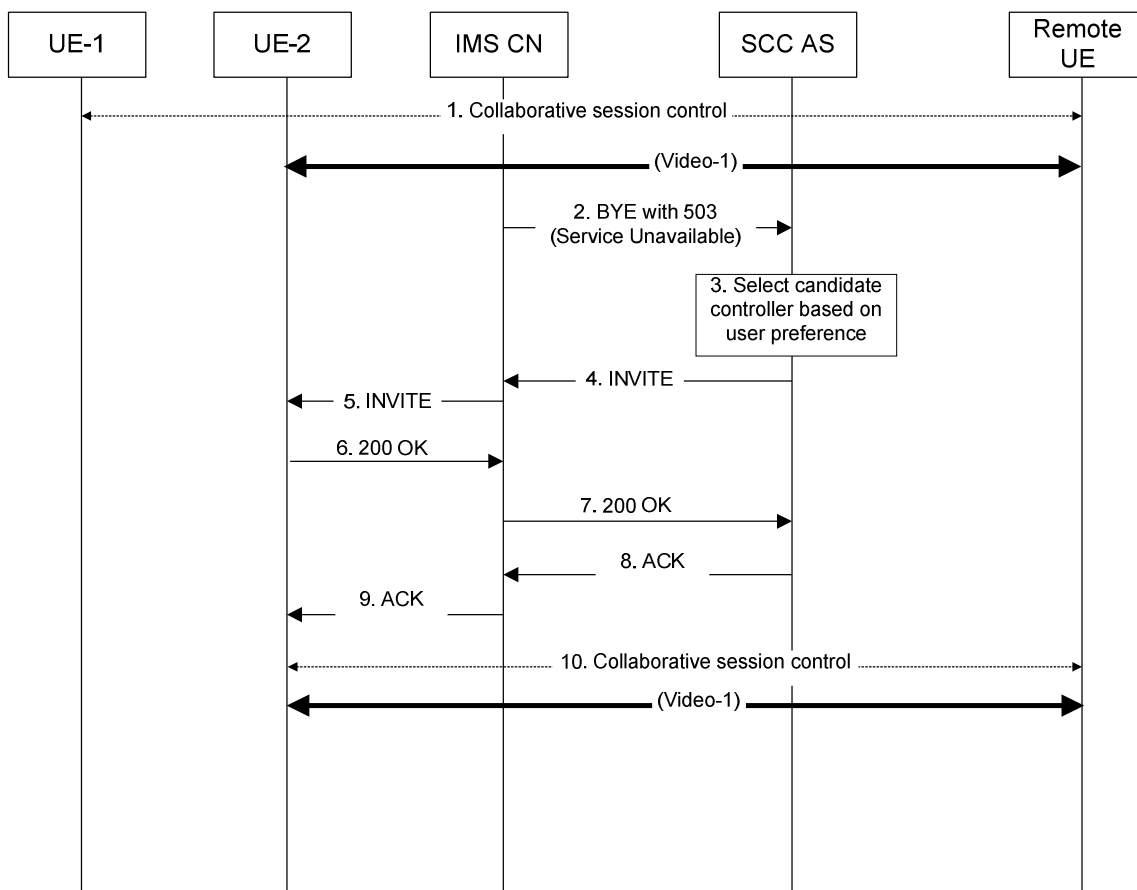 UE-1
UE-2
IMS CN
SCC AS
Remote
UE
1. Collaborative session control
(Video-1)
2. BYE with 503
(Service Unavailable)
3. Select candidate
controller based on
user preference
4. INVITE
5. INVITE
6. 200 OK
7. 200 OK
8. ACK
9. ACK
10. Collaborative session control
(Video-1)